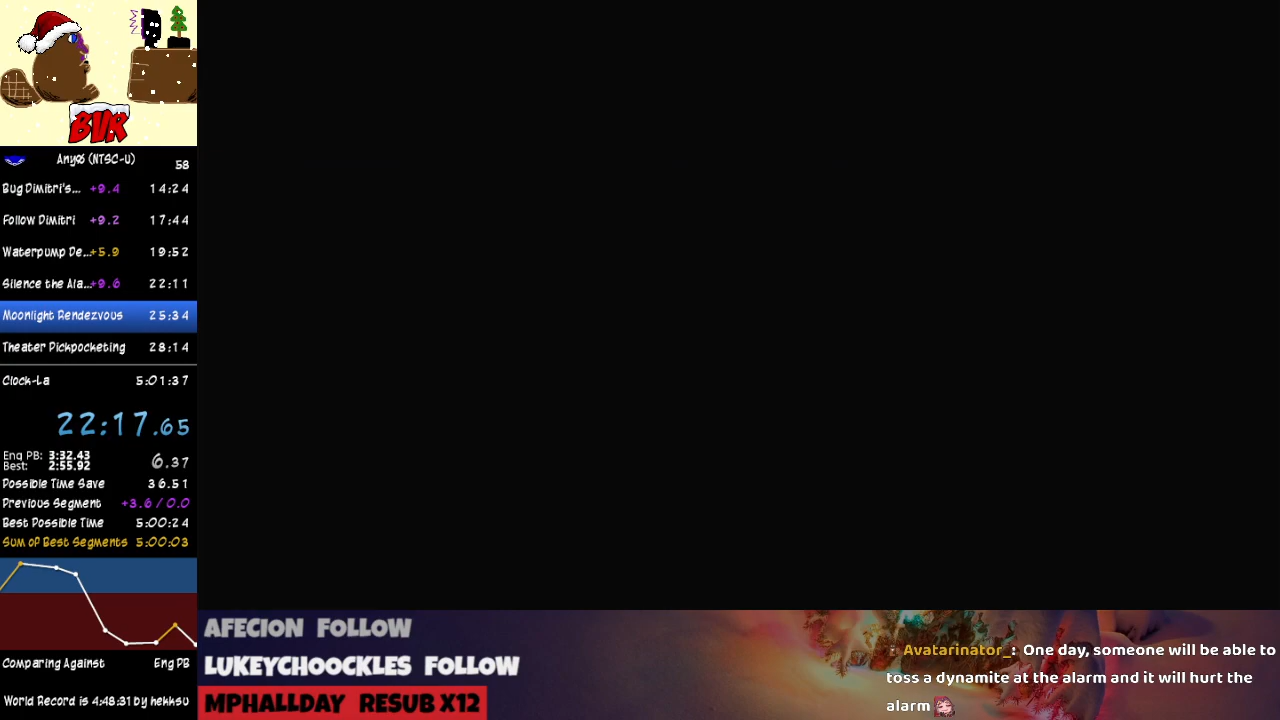 BVR
Any% (NTSC-U) 58
Bug Dimitri's... +9.4 14:24
Follow Dimitri +9.2 17:44
Waterpump De... +5.9 19:52
Silence the Ala... +9.6 22:11
Moonlight Rendezvous 25:34
Theater Pickpocketing 28:14
Clock-La 5:01:37
22:17.65
Eng PB: 3:32.43
Best: 2:55.92 6.37
Possible Time Save 36.51
Previous Segment +3.6 / 0.0
Best Possible Time 5:00:24
Sum of Best Segments 5:00:03
Comparing Against Eng PB
World Record is 4:48:31 by hekksu
AFECION FOLLOW
LUKEYCHOOCKLES FOLLOW
MPHALLDAY RESUB X12
Avatarinator_: One day, someone will be able to
toss a dynamite at the alarm and it will hurt the
alarm